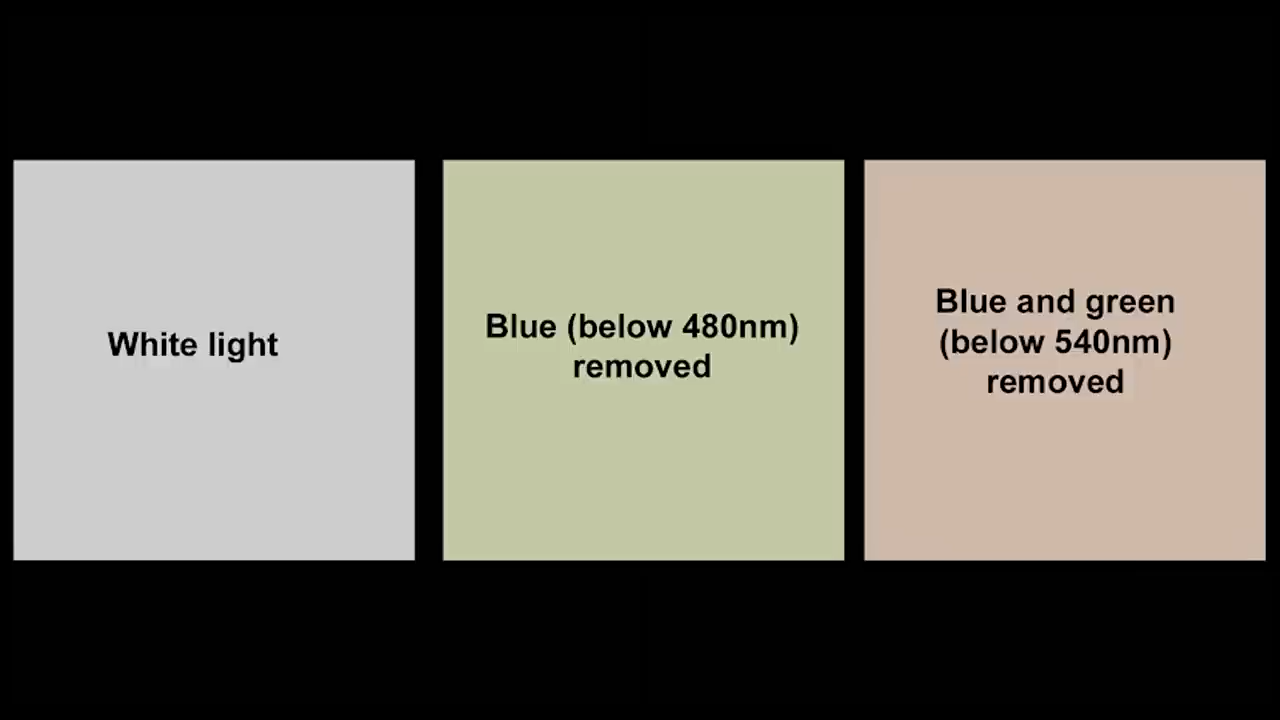 White light
Blue (below 480nm)
removed
Blue and green
(below 540nm)
removed